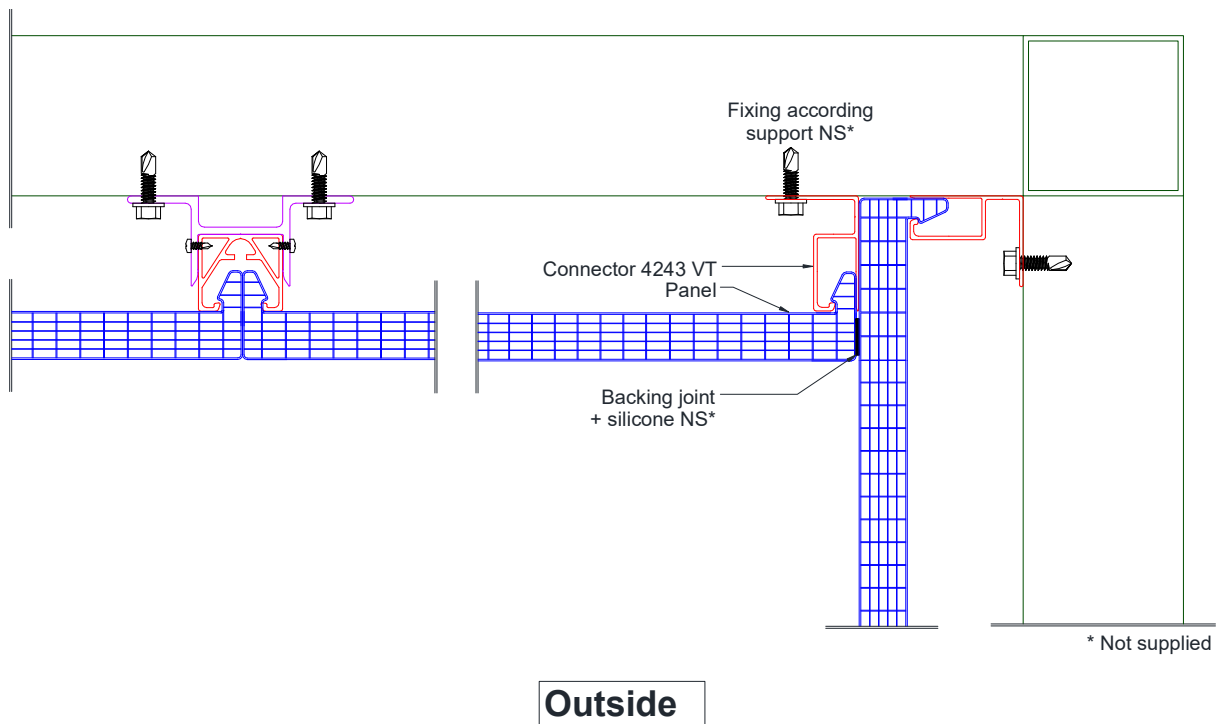 Fixing according
support NS*
Connector 4243 VT
Panel
Backing joint
+ silicone NS*
* Not supplied
Outside